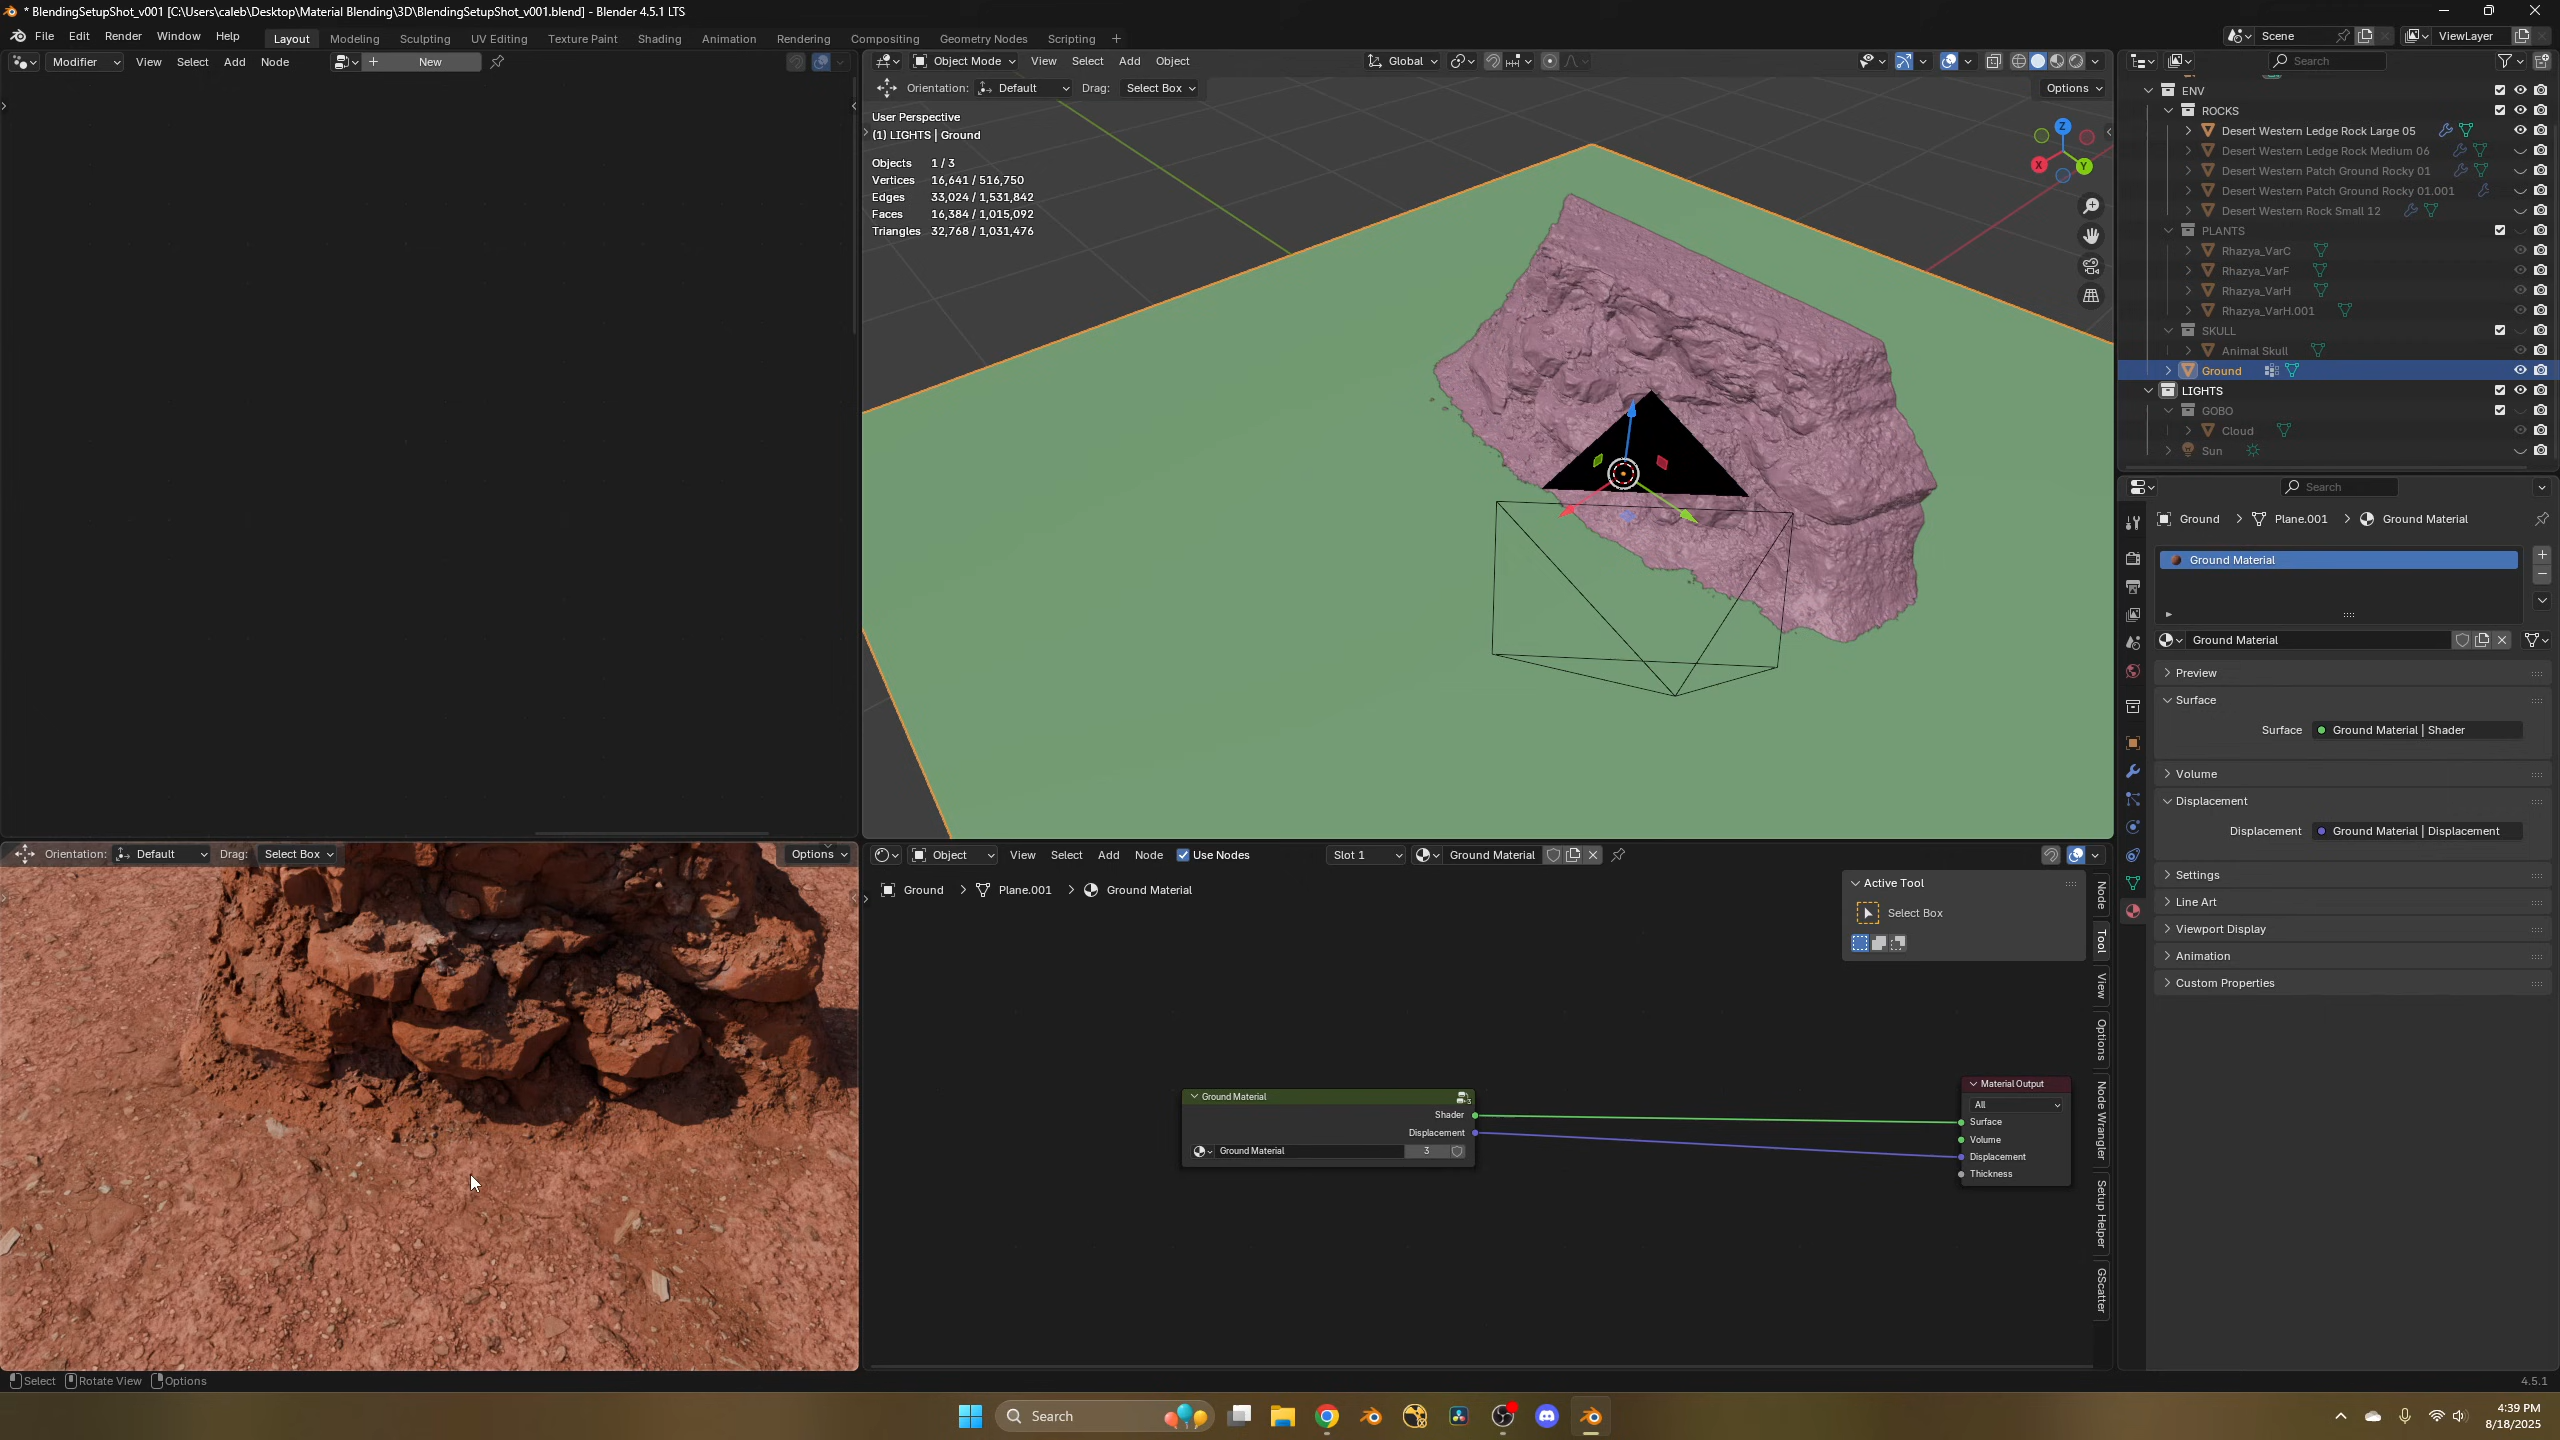 * BlendingSetupShot_v001 [C:\Users\caleb\Desktop\Material Blending\3D\BlendingSetupShot_v001.blend] - Blender 4.5.1 LTS
File Edit Render Window Help
Layout Modeling Sculpting UV Editing Texture Paint Shading Animation Rendering Compositing Geometry Nodes Scripting +
Scene
ViewLayer
Modifier View Select Add Node
New
Object Mode View Select Add Object
Global
Orientation: Default Drag: Select Box
Options
User Perspective
(1) LIGHTS | Ground
Objects 1 / 3
Vertices 16,641 / 516,750
Edges 33,024 / 1,531,842
Faces 16,384 / 1,015,092
Triangles 32,768 / 1,031,476
Z
X
Y
Search
ENV
ROCKS
Desert Western Ledge Rock Large 05
Desert Western Ledge Rock Medium 06
Desert Western Patch Ground Rocky 01
Desert Western Patch Ground Rocky 01.001
Desert Western Rock Small 12
PLANTS
Rhazya_VarC
Rhazya_VarF
Rhazya_VarH
Rhazya_VarH.001
SKULL
Animal Skull
Ground
LIGHTS
GOBO
Cloud
Sun
Search
Ground > Plane.001 > Ground Material
Ground Material
Ground Material
Preview
Surface
Surface Ground Material | Shader
Volume
Displacement
Displacement Ground Material | Displacement
Settings
Line Art
Viewport Display
Animation
Custom Properties
Orientation: Default Drag: Select Box
Options
Object View Select Add Node Use Nodes
Slot 1
Ground Material
Ground > Plane.001 > Ground Material
Active Tool
Select Box
Node
Tool
View
Options
Node Wrangler
Setup Helper
GScatter
Ground Material
Shader
Displacement
Ground Material 3
Material Output
All
Surface
Volume
Displacement
Thickness
Select Rotate View Options
4.5.1
Search
4:39 PM
8/18/2025